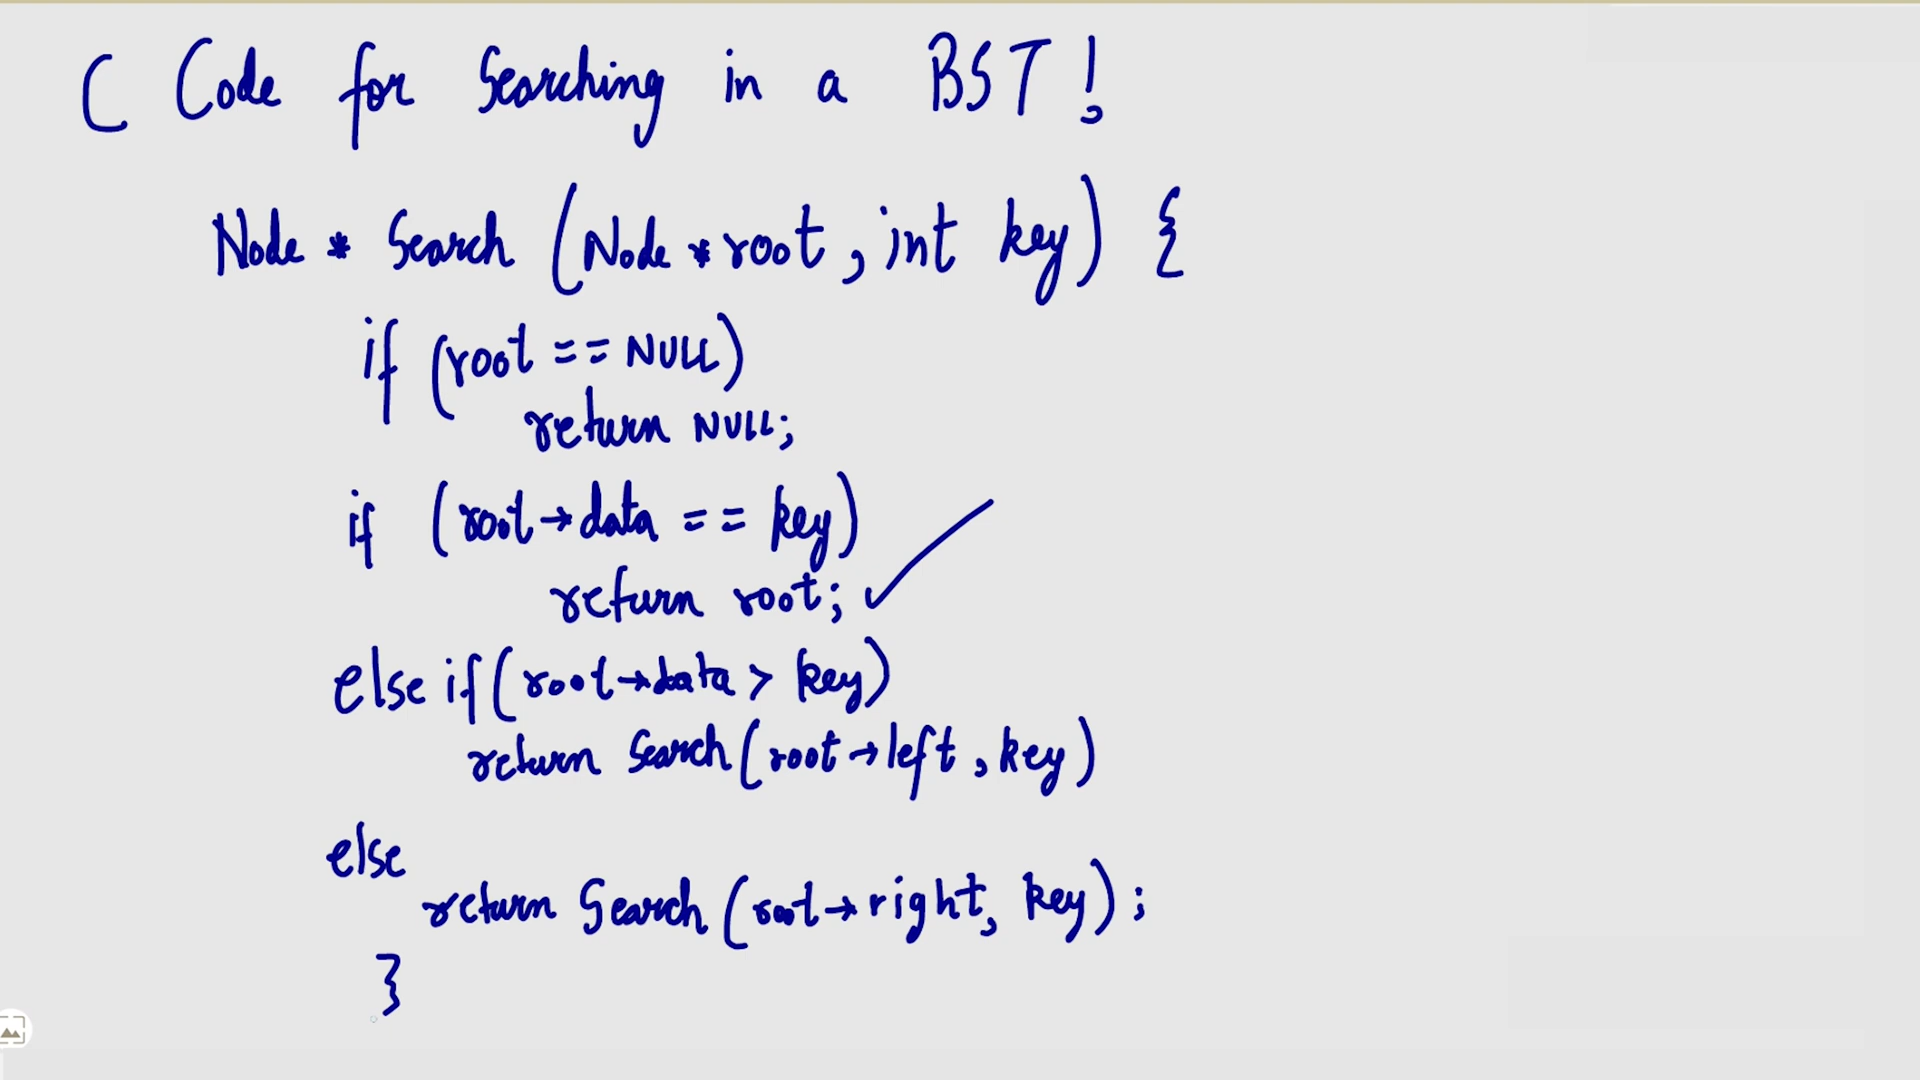 C Code for Searching in a BST!
Node * Search (Node *root, int key) {
if (root == NULL)
return NULL;
if (root→data == key)
return root; ✓
else if (root→data > key)
return Search (root→left, key)
else
return Search (root→right, key);
}